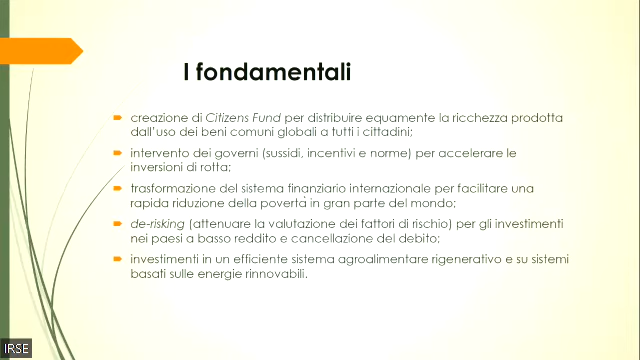 I fondamentali
creazione di Citizens Fund per distribuire equamente la ricchezza prodotta
dall'uso dei beni comuni globali a tutti i cittadini;
intervento dei governi (sussidi, incentivi e norme) per accelerare le
inversioni di rotta;
trasformazione del sistema finanziario internazionale per facilitare una
rapida riduzione della povertà in gran parte del mondo;
de-risking (attenuare la valutazione dei fattori di rischio) per gli investimenti
nei paesi a basso reddito e cancellazione del debito;
investimenti in un efficiente sistema agroalimentare rigenerativo e su sistemi
basati sulle energie rinnovabili.
IRSE